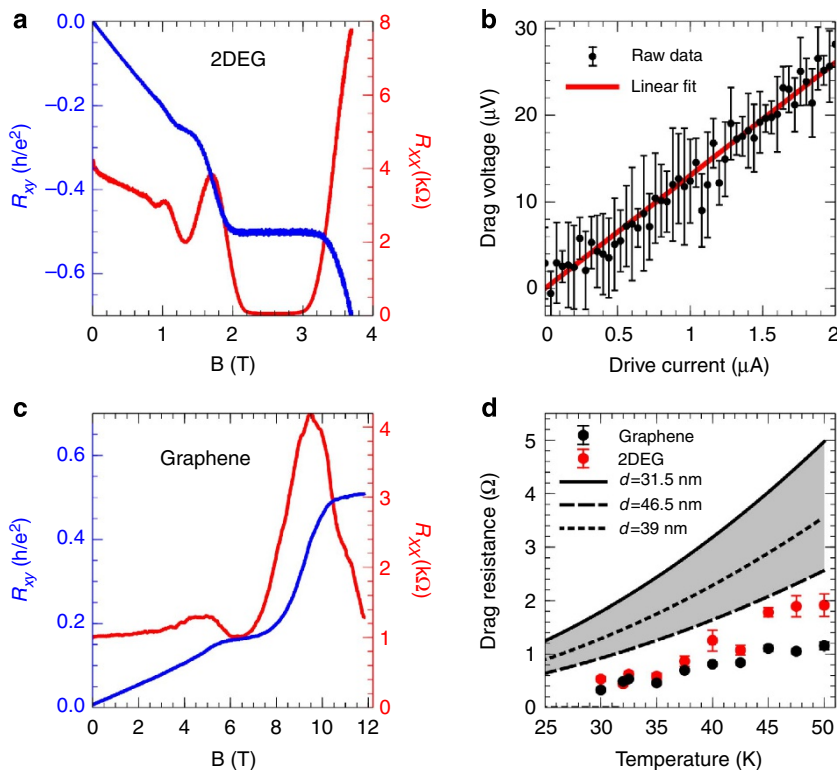 a
2DEG
0.0
−0.2
−0.4
−0.6
Rxy (h/e²)
8
6
4
2
0
RXX (kΩ)
0 1 2 3 4
B (T)
b
Raw data
Linear fit
30
20
10
0
Drag voltage (μV)
0.5 1.0 1.5 2
Drive current (μA)
c
Graphene
0.6
0.4
0.2
0.0
Rxy (h/e²)
4
3
2
1
0
RXX (kΩ)
0 2 4 6 8 10 12
B (T)
d
Graphene
2DEG
d=31.5 nm
d=46.5 nm
d=39 nm
5
4
3
2
1
0
Drag resistance (Ω)
25 30 35 40 45 50
Temperature (K)